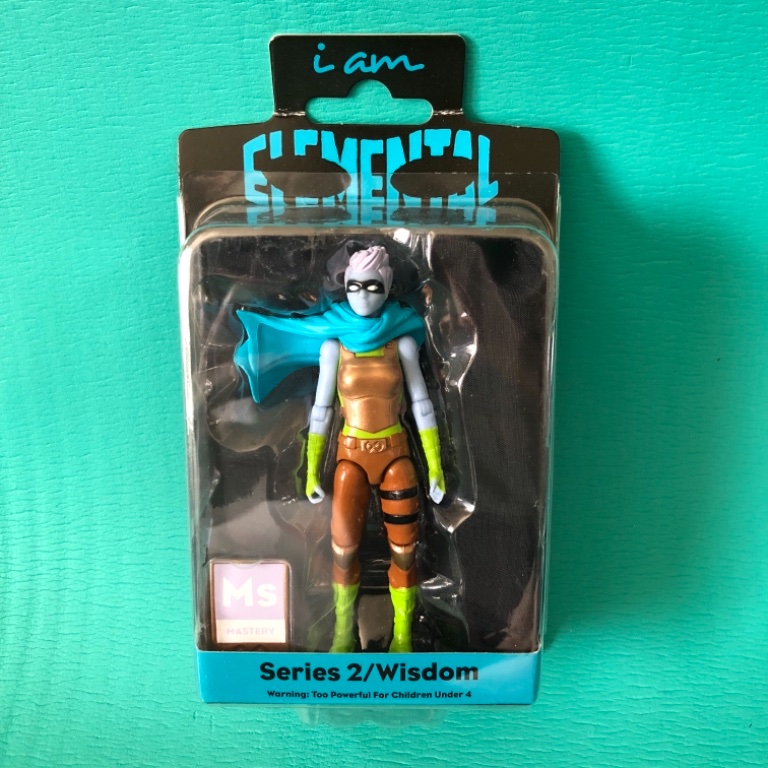 i am
ELEMENTAL
Ms
MASTERY
Series 2/Wisdom
Warning: Too Powerful For Children Under 4